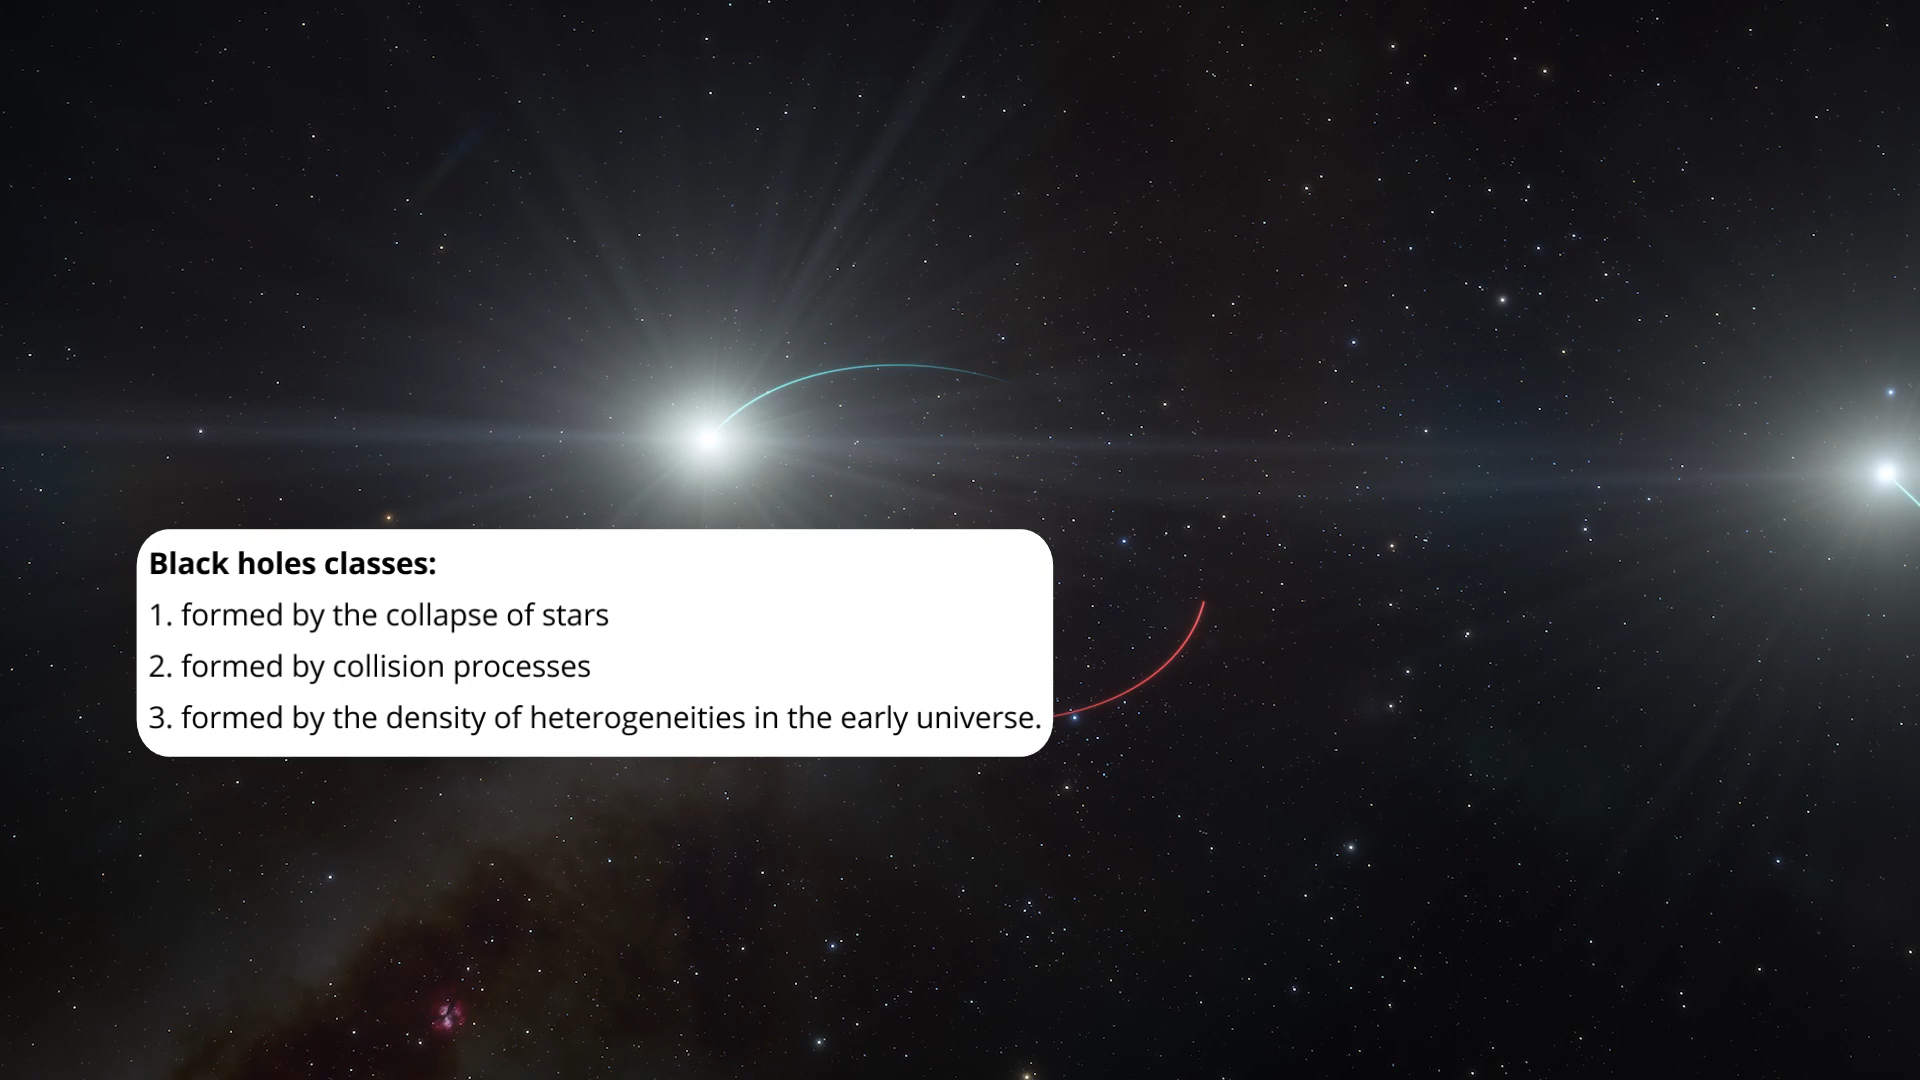 Black holes classes:
1. formed by the collapse of stars
2. formed by collision processes
3. formed by the density of heterogeneities in the early universe.